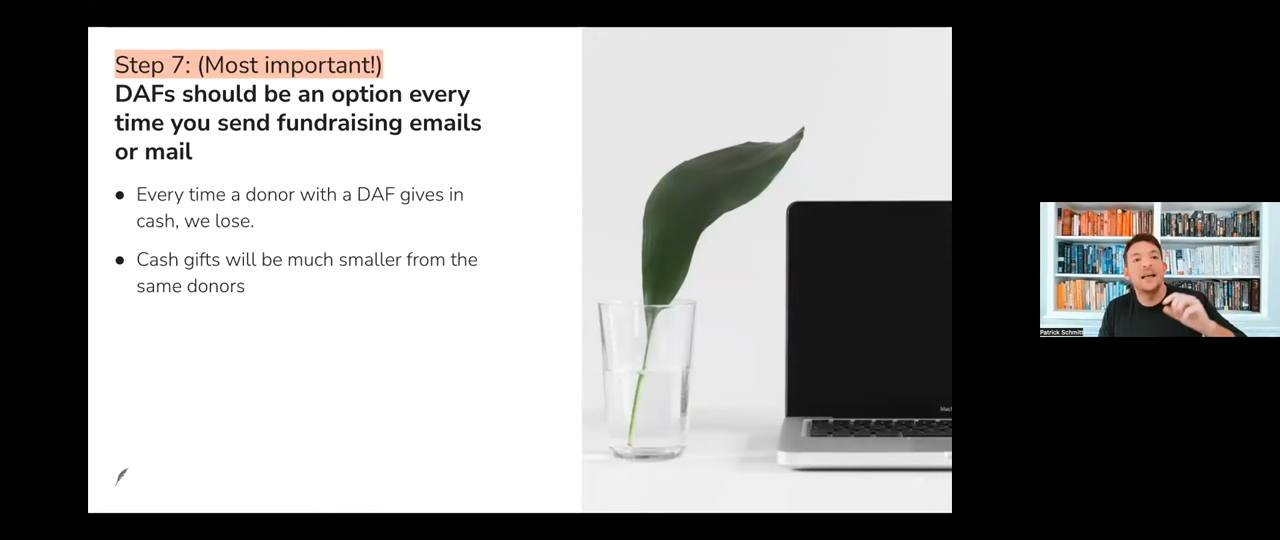 Step 7: (Most important!)
DAFs should be an option every
time you send fundraising emails
or mail
● Every time a donor with a DAF gives in
cash, we lose.
● Cash gifts will be much smaller from the
same donors
Patrick Schmitt